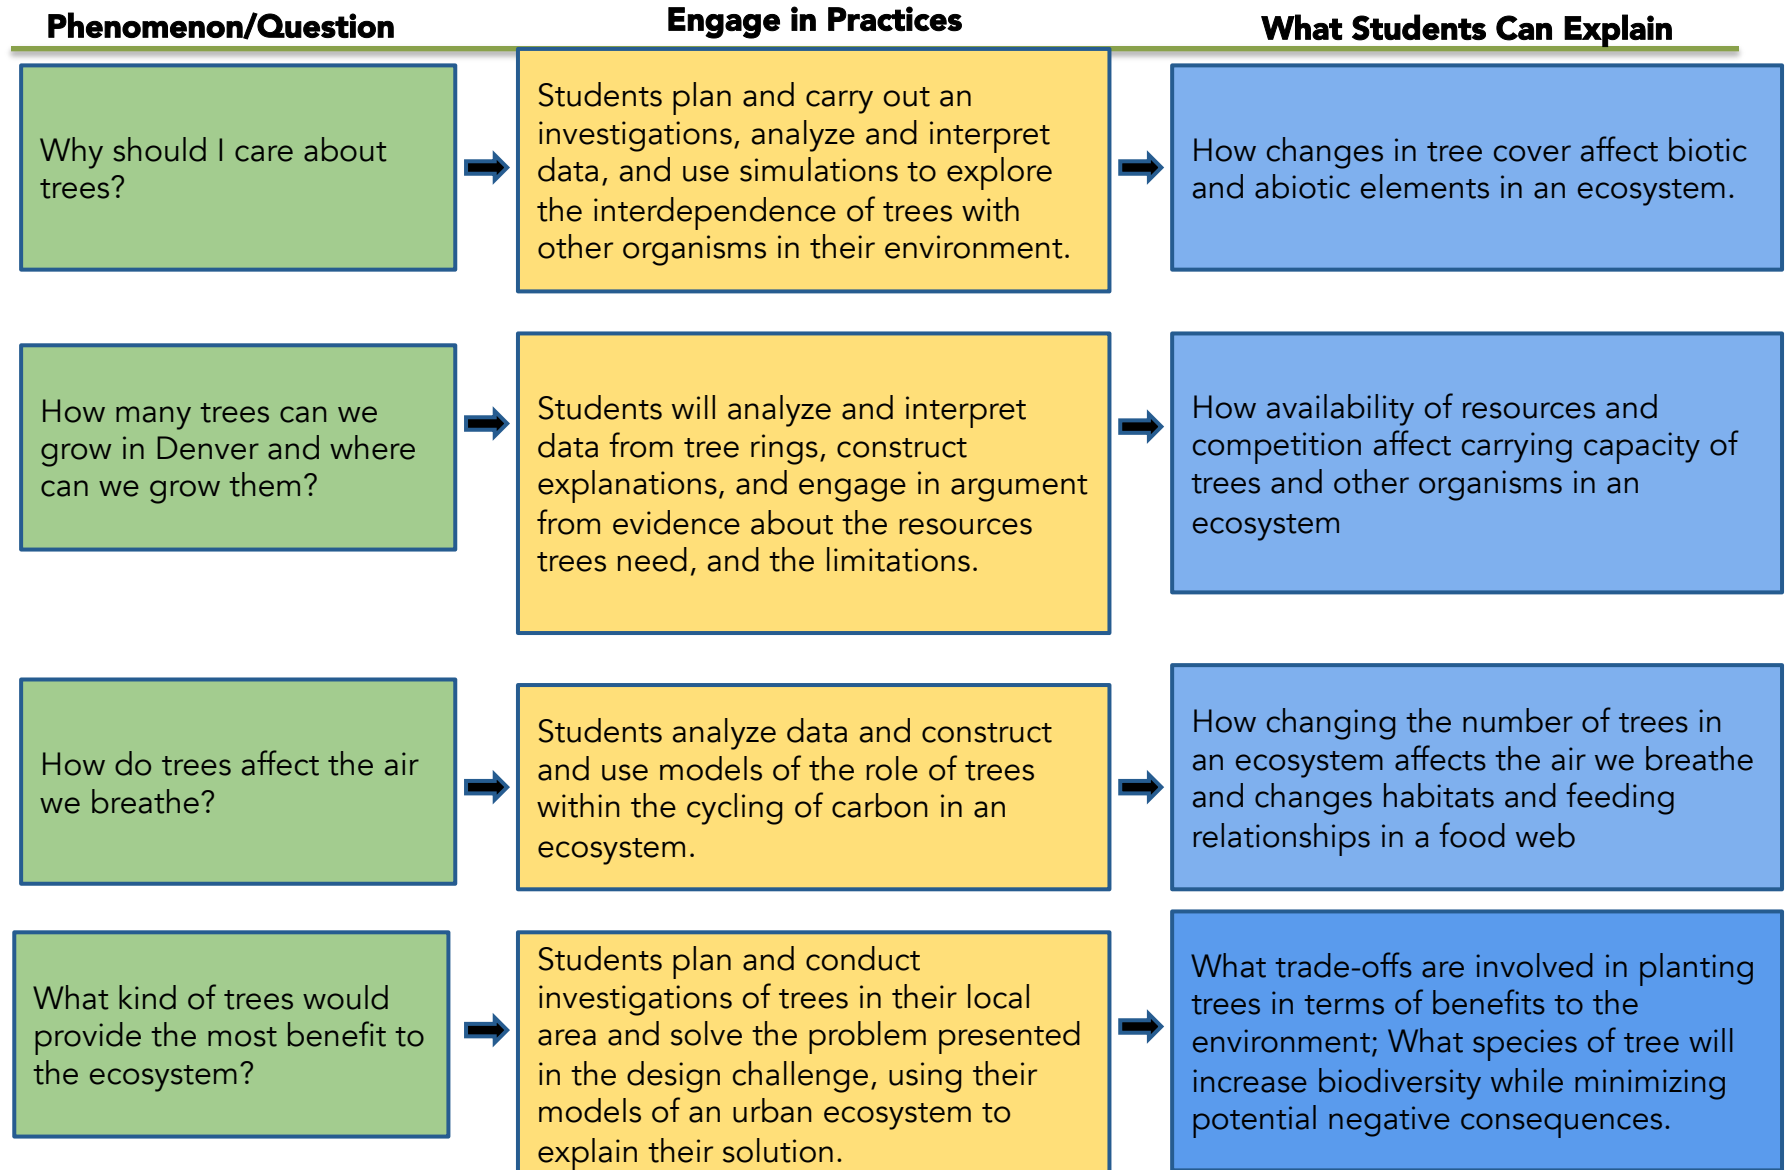 Phenomenon/Question
Engage in Practices
What Students Can Explain
Why should I care about
trees?
Students plan and carry out an
investigations, analyze and interpret
data, and use simulations to explore
the interdependence of trees with
other organisms in their environment.
How changes in tree cover affect biotic
and abiotic elements in an ecosystem.
How many trees can we
grow in Denver and where
can we grow them?
Students will analyze and interpret
data from tree rings, construct
explanations, and engage in argument
from evidence about the resources
trees need, and the limitations.
How availability of resources and
competition affect carrying capacity of
trees and other organisms in an
ecosystem
How do trees affect the air
we breathe?
Students analyze data and construct
and use models of the role of trees
within the cycling of carbon in an
ecosystem.
How changing the number of trees in
an ecosystem affects the air we breathe
and changes habitats and feeding
relationships in a food web
What kind of trees would
provide the most benefit to
the ecosystem?
Students plan and conduct
investigations of trees in their local
area and solve the problem presented
in the design challenge, using their
models of an urban ecosystem to
explain their solution.
What trade-offs are involved in planting
trees in terms of benefits to the
environment; What species of tree will
increase biodiversity while minimizing
potential negative consequences.